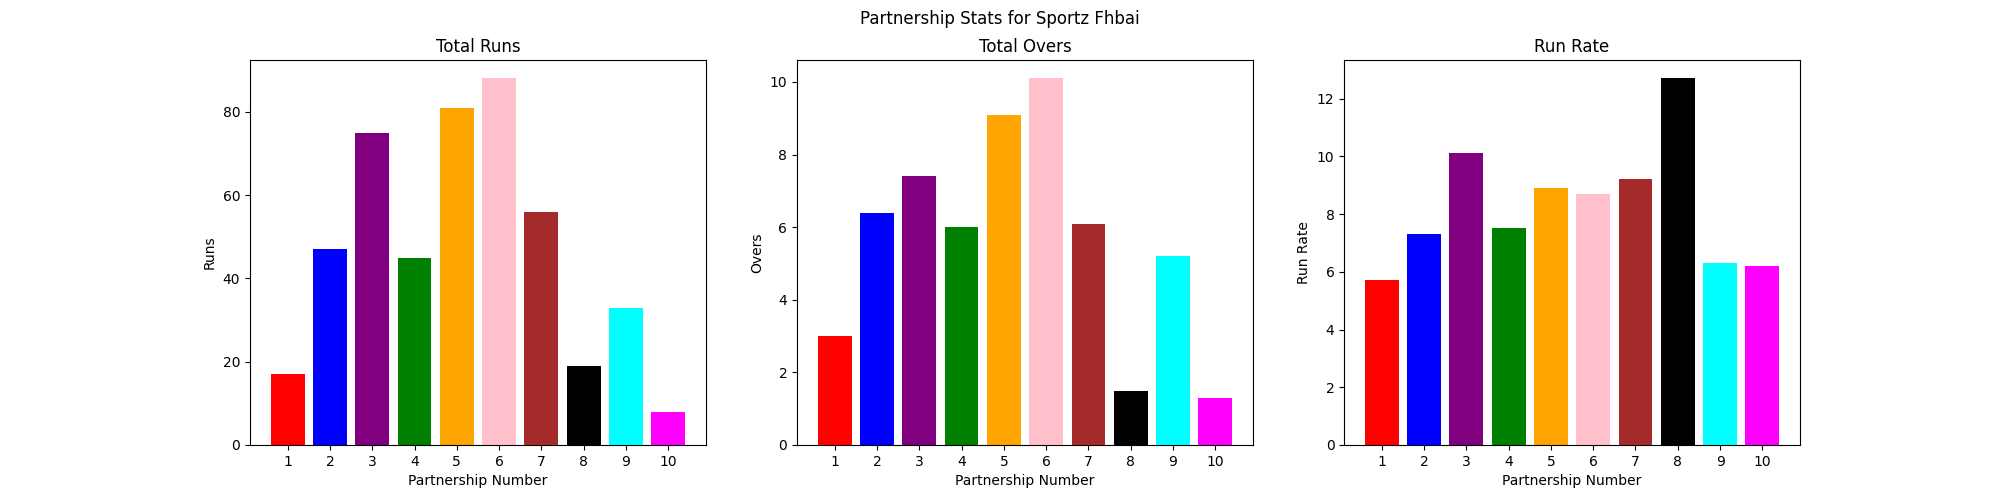 Partnership Stats for Sportz Fhbai
Total Runs
Runs
80
60
40
20
0
1 2 3 4 5 6 7 8 9 10
Partnership Number
Total Overs
Overs
10
8
6
4
2
0
1 2 3 4 5 6 7 8 9 10
Partnership Number
Run Rate
Run Rate
12
10
8
6
4
2
0
1 2 3 4 5 6 7 8 9 10
Partnership Number